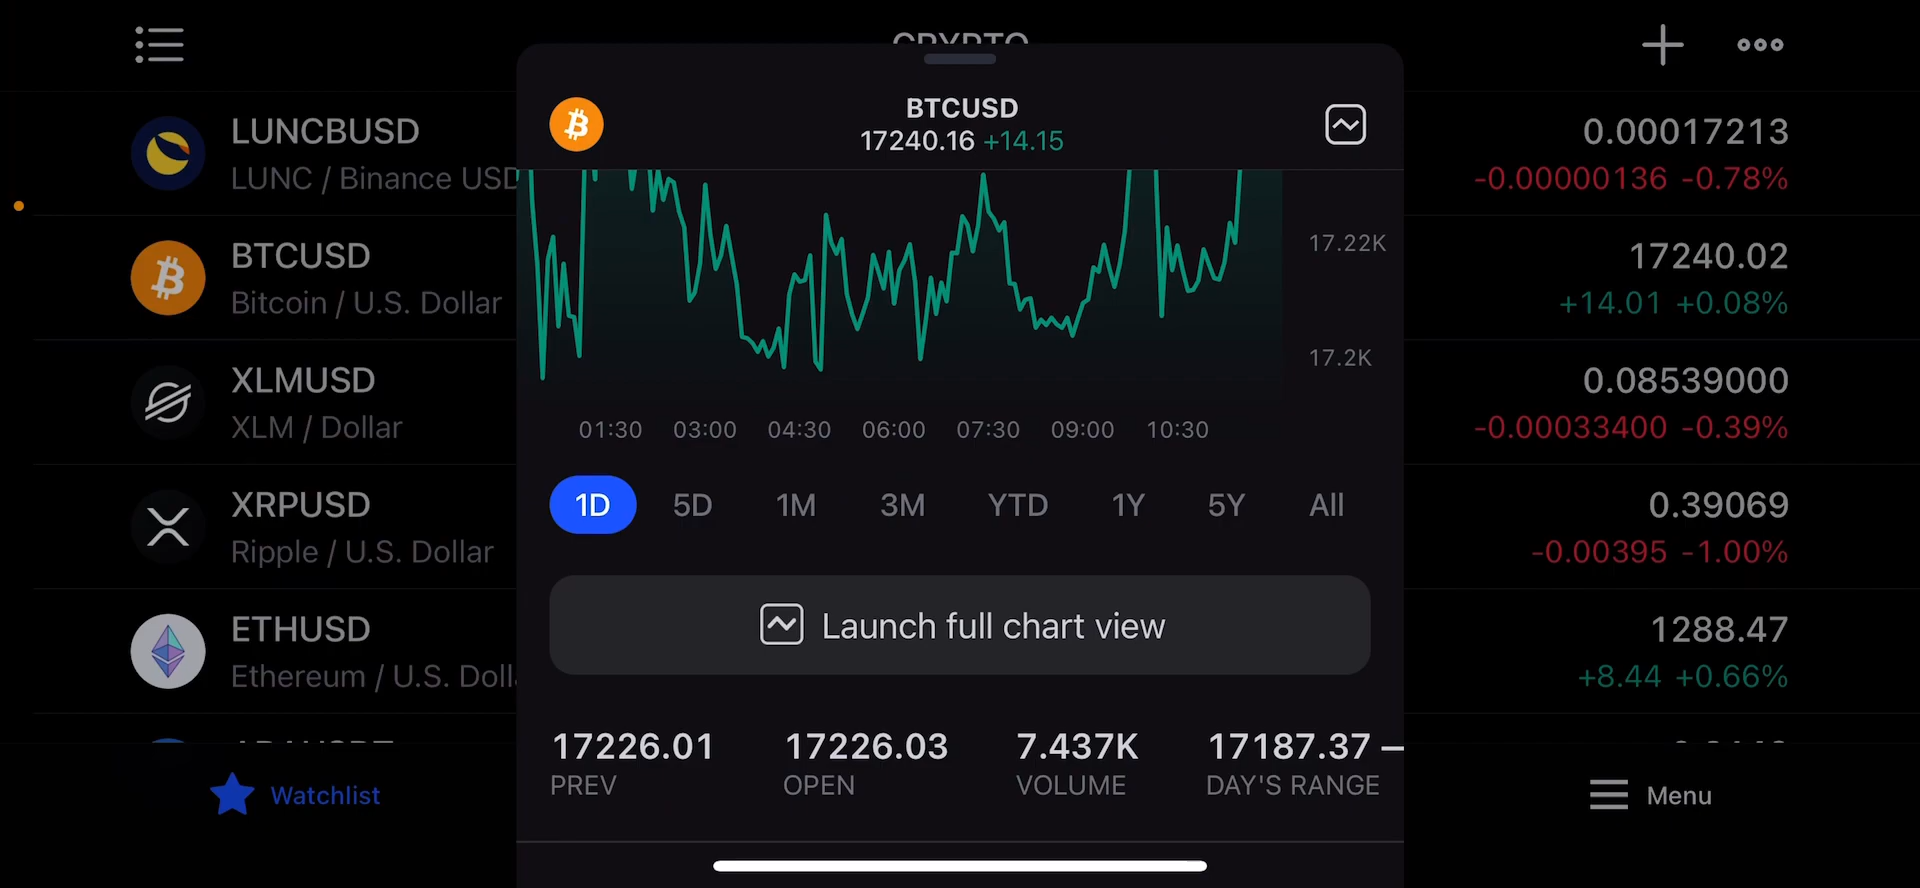 CRYPTO
LUNCBUSD
LUNC / Binance USD
BTCUSD
Bitcoin / U.S. Dollar
XLMUSD
XLM / Dollar
XRPUSD
Ripple / U.S. Dollar
ETHUSD
Ethereum / U.S. Doll
Watchlist
BTCUSD
17240.16 +14.15
17.22K
17.2K
01:30 03:00 04:30 06:00 07:30 09:00 10:30
1D 5D 1M 3M YTD 1Y 5Y All
Launch full chart view
17226.01 17226.03 7.437K 17187.37 —
PREV OPEN VOLUME DAY'S RANGE
0.00017213
-0.00000136 -0.78%
17240.02
+14.01 +0.08%
0.08539000
-0.00033400 -0.39%
0.39069
-0.00395 -1.00%
1288.47
+8.44 +0.66%
Menu